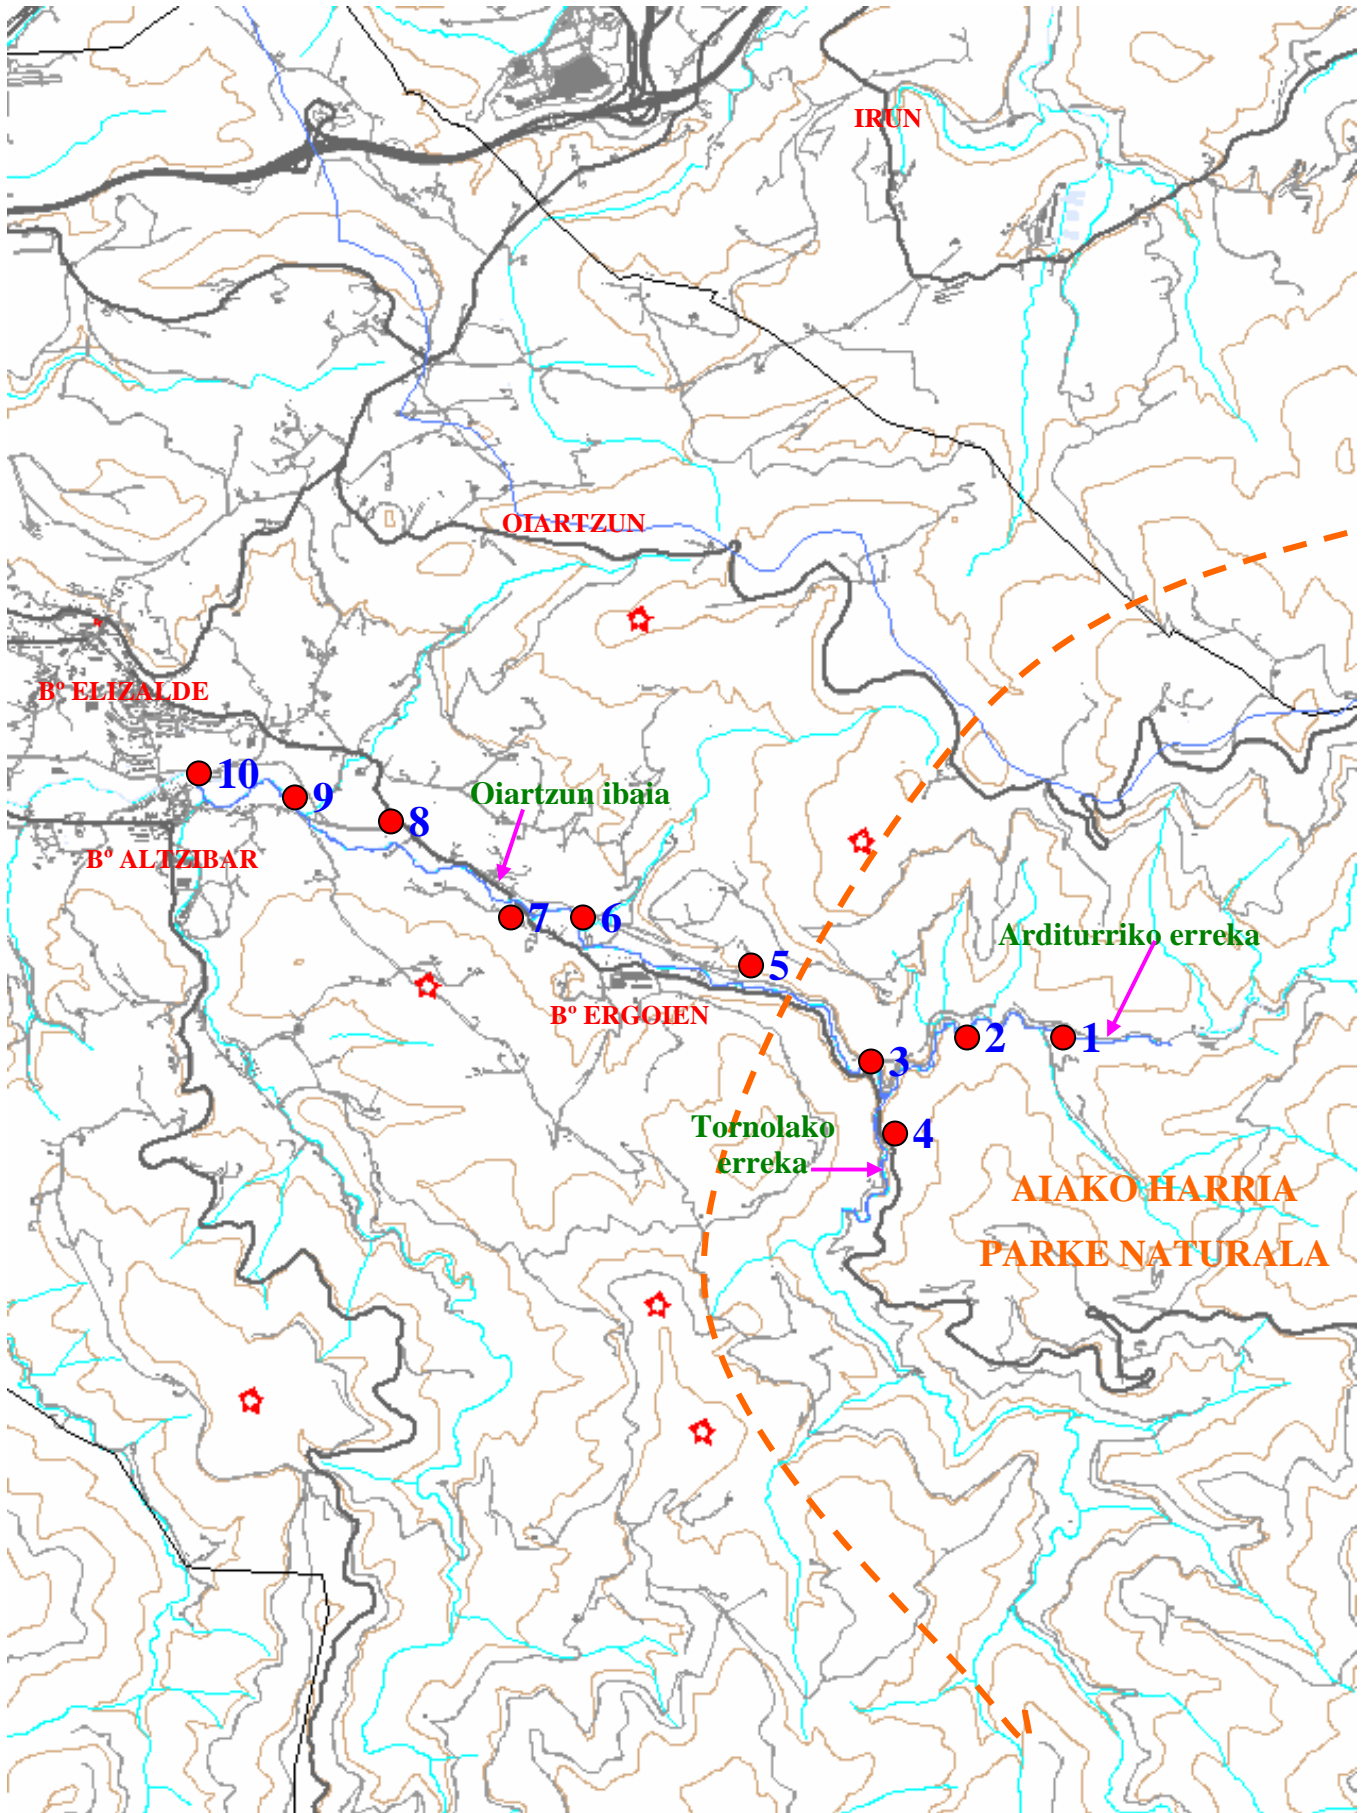 IRUN
OIARTZUN
Bº ELIZALDE
10
9
Oiartzun ibaia
8
Bº ALTZIBAR
7
6
Arditurriko erreka
5
Bº ERGOIEN
2
1
3
Tornolako
erreka
4
AIAKO HARRIA
PARKE NATURALA